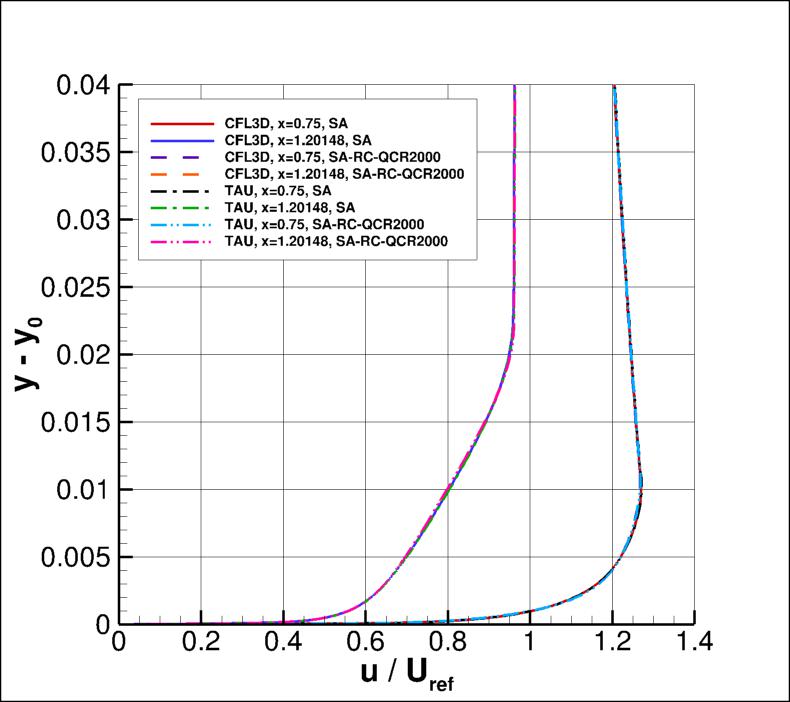 0.04
CFL3D, x=0.75, SA
CFL3D, x=1.20148, SA
CFL3D, x=0.75, SA-RC-QCR2000
CFL3D, x=1.20148, SA-RC-QCR2000
TAU, x=0.75, SA
TAU, x=1.20148, SA
TAU, x=0.75, SA-RC-QCR2000
TAU, x=1.20148, SA-RC-QCR2000
0.035
0.03
0.025
y - y0
0.02
0.015
0.01
0.005
0
0 0.2 0.4 0.6 0.8 1 1.2 1.4
u / Uref